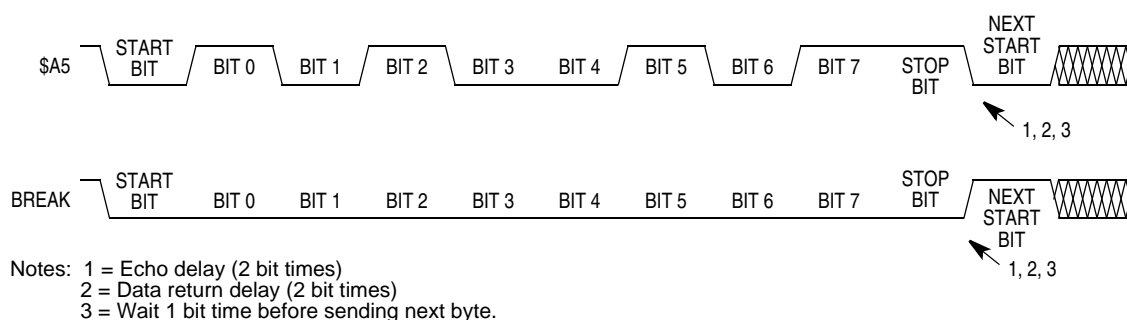 $A5 START BIT BIT 0 BIT 1 BIT 2 BIT 3 BIT 4 BIT 5 BIT 6 BIT 7 STOP BIT NEXT START BIT
1, 2, 3
BREAK START BIT BIT 0 BIT 1 BIT 2 BIT 3 BIT 4 BIT 5 BIT 6 BIT 7 STOP BIT NEXT START BIT
1, 2, 3
Notes: 1 = Echo delay (2 bit times)
2 = Data return delay (2 bit times)
3 = Wait 1 bit time before sending next byte.